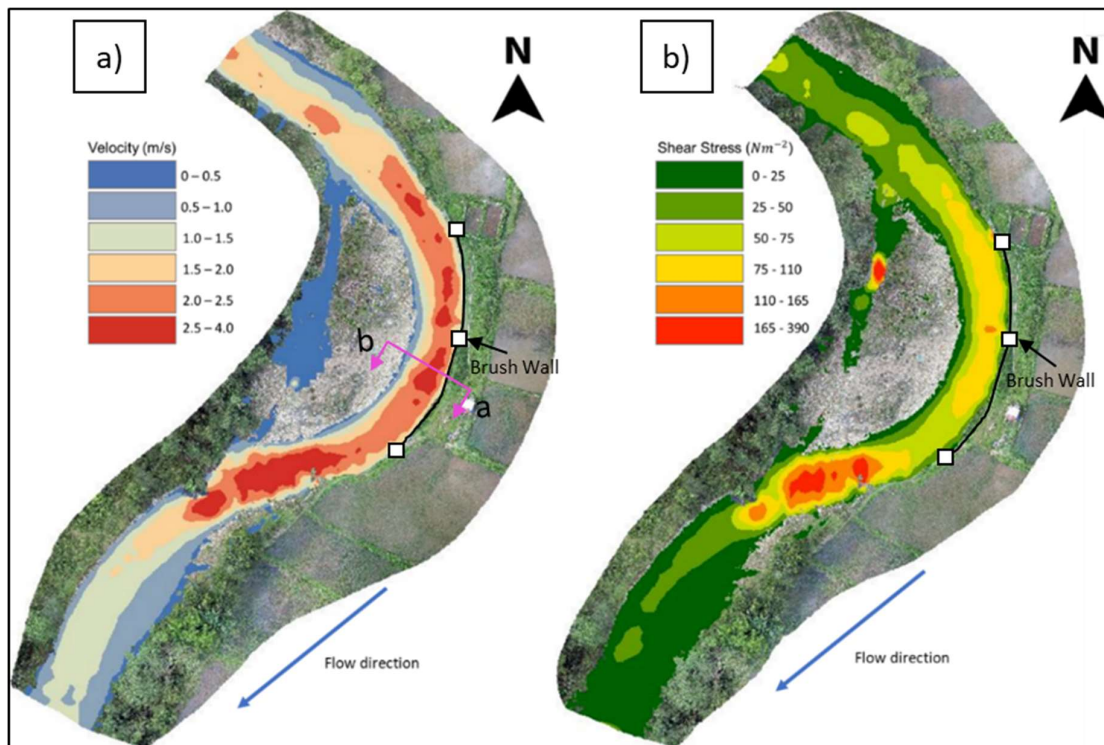 a)
N
Velocity (m/s)
0 – 0.5
0.5 – 1.0
1.0 – 1.5
1.5 – 2.0
2.0 – 2.5
2.5 – 4.0
b
a
Brush Wall
Flow direction
b)
N
Shear Stress (Nm⁻²)
0 - 25
25 - 50
50 - 75
75 - 110
110 - 165
165 - 390
Brush Wall
Flow direction